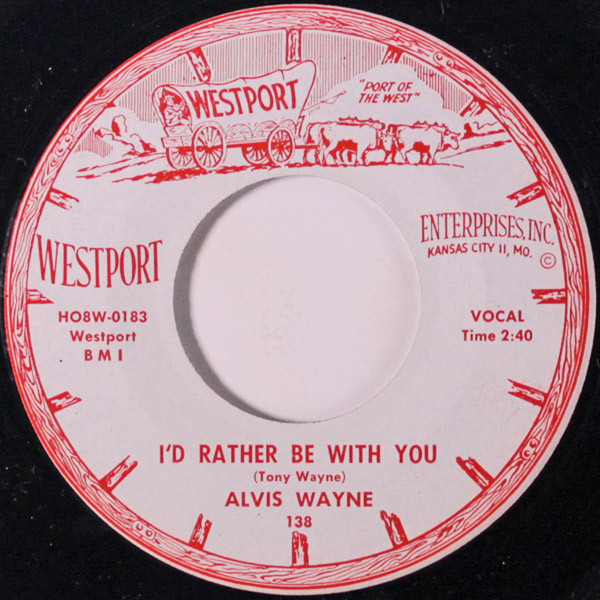 WESTPORT
"PORT OF
THE WEST"
WESTPORT
ENTERPRISES, INC.
KANSAS CITY 11, MO. ©
HO8W-0183
Westport
B M I
VOCAL
Time 2:40
I'D RATHER BE WITH YOU
(Tony Wayne)
ALVIS WAYNE
138